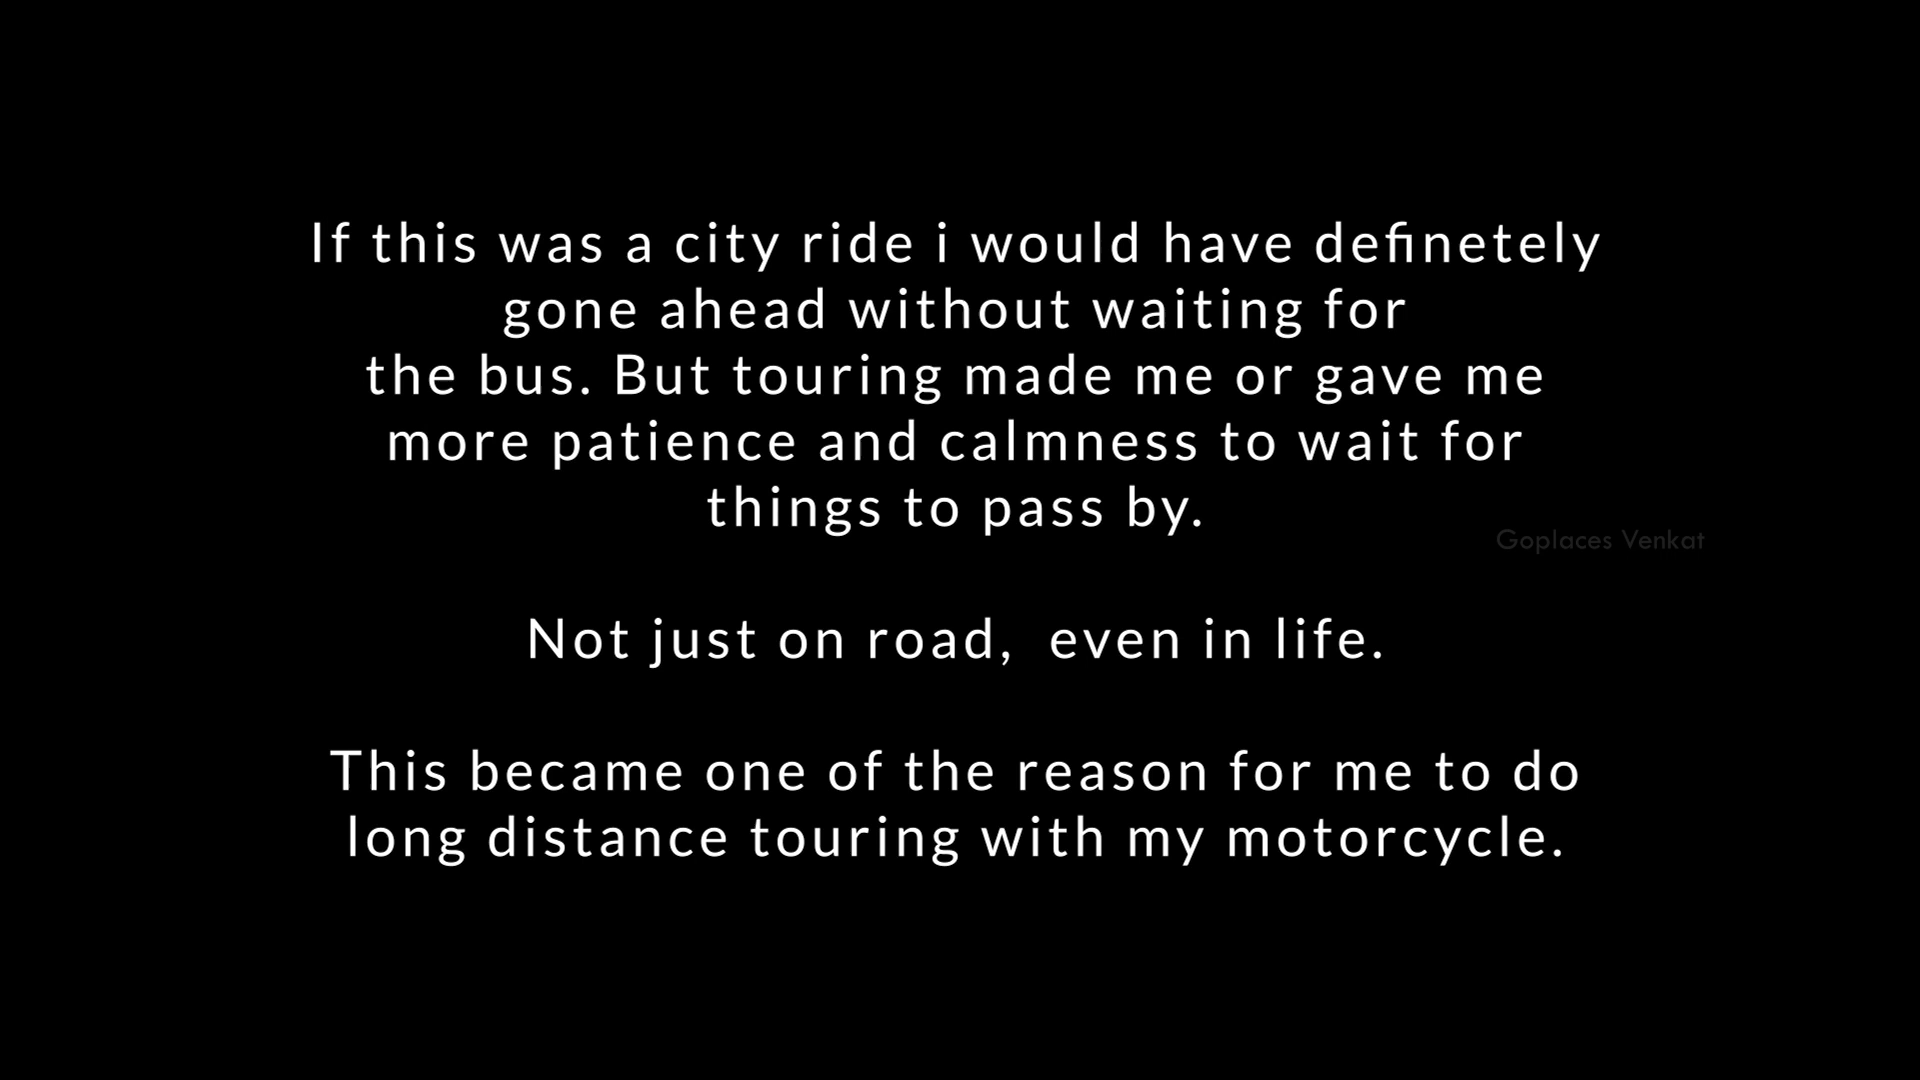 If this was a city ride i would have definetely
gone ahead without waiting for
the bus. But touring made me or gave me
more patience and calmness to wait for
things to pass by.
Goplaces Venkat
Not just on road,  even in life.
This became one of the reason for me to do
long distance touring with my motorcycle.